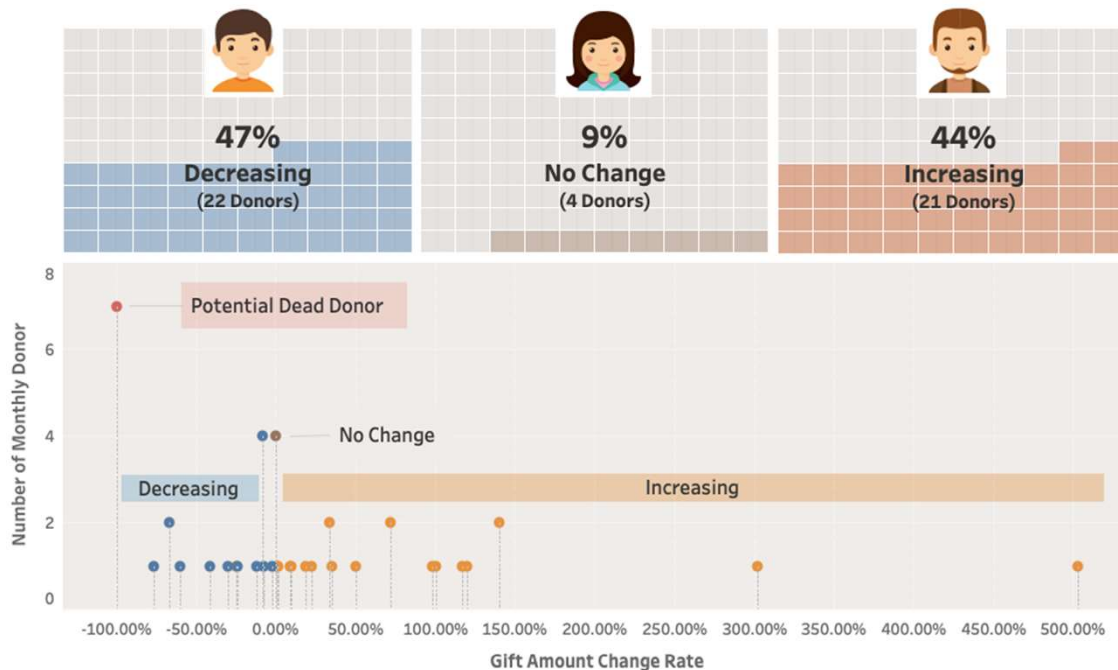 47%
Decreasing
(22 Donors)
9%
No Change
(4 Donors)
44%
Increasing
(21 Donors)
8
Potential Dead Donor
6
4
No Change
Decreasing
Increasing
2
0
Number of Monthly Donor
-100.00% -50.00% 0.00% 50.00% 100.00% 150.00% 200.00% 250.00% 300.00% 350.00% 400.00% 450.00% 500.00%
Gift Amount Change Rate